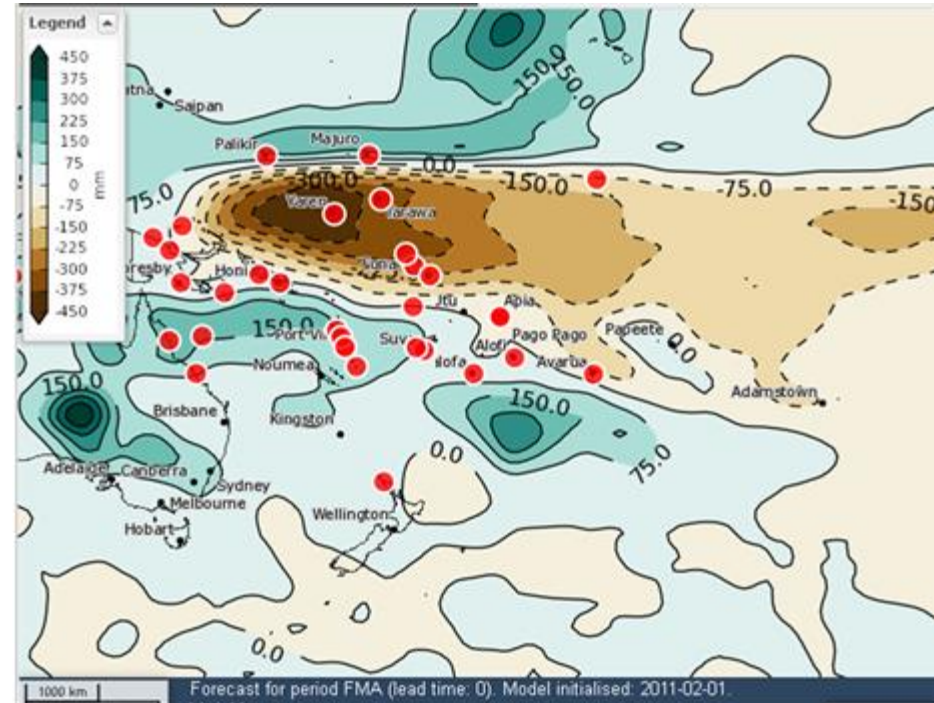 Legend
450
375
300
225
150
75
0
-75
-150
-225
-300
-375
-450
mm
150.0
150.0
Saipan
Palikir
Majuro
0.0
-300.0
-150.0
-75.0
-150
Yaren
Tarawa
75.0
Honi
Apia
150.0
Port Vil
Suv
Alofi
Pago Pago
Papeete
0.0
Noumea
Avarua
150.0
Adamstown
150.0
Brisbane
Kingston
0.0
75.0
Adelaide
Canberra
Sydney
Melbourne
Wellington
Hobart
0.0
1000 km
Forecast for period FMA (lead time: 0). Model initialised: 2011-02-01.